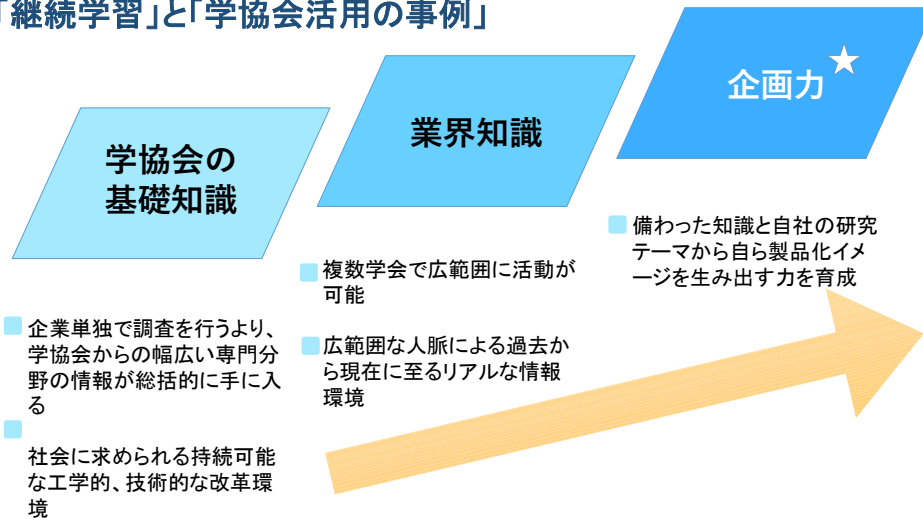 「継続学習」と「学協会活用の事例」
企画力
業界知識
学協会の
基礎知識
備わった知識と自社の研究
テーマから自ら製品化イメ
ージを生み出す力を育成
複数学会で広範囲に活動が
可能
広範囲な人脈による過去か
ら現在に至るリアルな情報
環境
企業単独で調査を行うより、
学協会からの幅広い専門分
野の情報が総括的に手に入
る
社会に求められる持続可能
な工学的、技術的な改革環
境